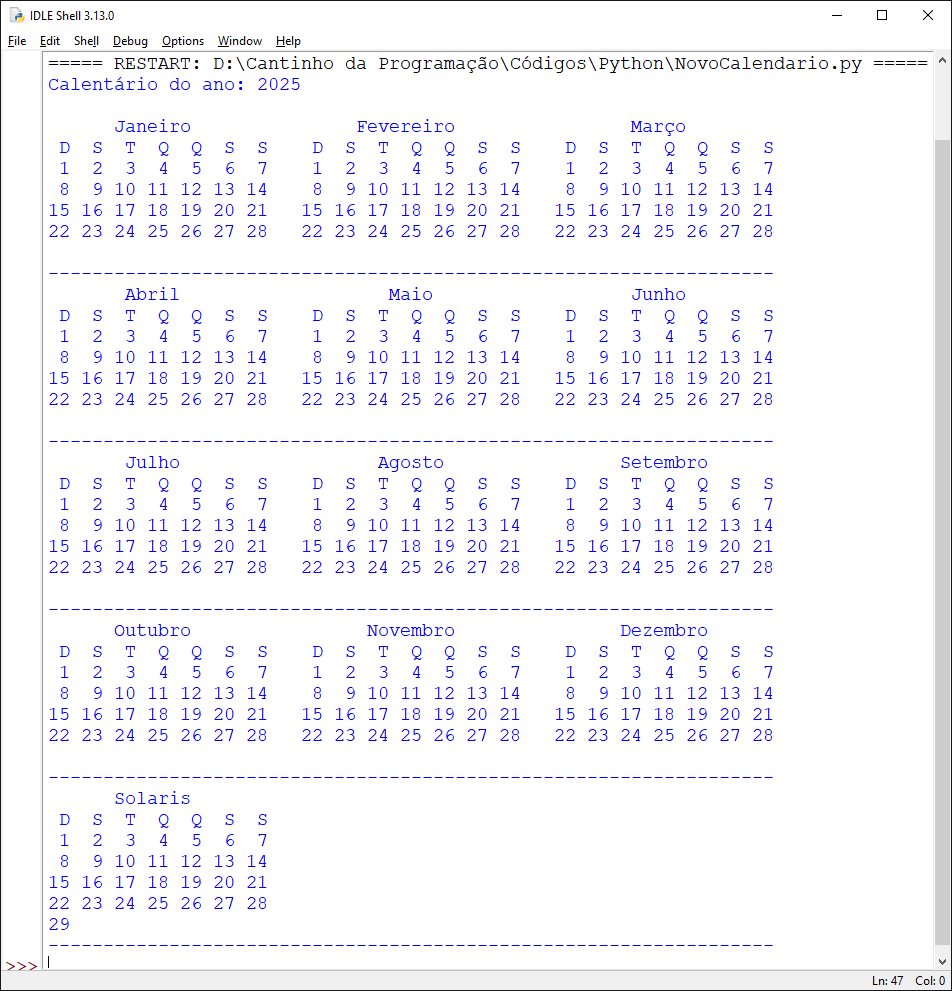 IDLE Shell 3.13.0
File Edit Shell Debug Options Window Help
===== RESTART: D:\Cantinho da Programação\Códigos\Python\NovoCalendario.py =====
Calentário do ano: 2025
      Janeiro               Fevereiro                Março
 D  S  T  Q  Q  S  S    D  S  T  Q  Q  S  S    D  S  T  Q  Q  S  S
 1  2  3  4  5  6  7    1  2  3  4  5  6  7    1  2  3  4  5  6  7
 8  9 10 11 12 13 14    8  9 10 11 12 13 14    8  9 10 11 12 13 14
15 16 17 18 19 20 21   15 16 17 18 19 20 21   15 16 17 18 19 20 21
22 23 24 25 26 27 28   22 23 24 25 26 27 28   22 23 24 25 26 27 28
------------------------------------------------------------------
       Abril                   Maio                  Junho
 D  S  T  Q  Q  S  S    D  S  T  Q  Q  S  S    D  S  T  Q  Q  S  S
 1  2  3  4  5  6  7    1  2  3  4  5  6  7    1  2  3  4  5  6  7
 8  9 10 11 12 13 14    8  9 10 11 12 13 14    8  9 10 11 12 13 14
15 16 17 18 19 20 21   15 16 17 18 19 20 21   15 16 17 18 19 20 21
22 23 24 25 26 27 28   22 23 24 25 26 27 28   22 23 24 25 26 27 28
------------------------------------------------------------------
       Julho                  Agosto                Setembro
 D  S  T  Q  Q  S  S    D  S  T  Q  Q  S  S    D  S  T  Q  Q  S  S
 1  2  3  4  5  6  7    1  2  3  4  5  6  7    1  2  3  4  5  6  7
 8  9 10 11 12 13 14    8  9 10 11 12 13 14    8  9 10 11 12 13 14
15 16 17 18 19 20 21   15 16 17 18 19 20 21   15 16 17 18 19 20 21
22 23 24 25 26 27 28   22 23 24 25 26 27 28   22 23 24 25 26 27 28
------------------------------------------------------------------
      Outubro                Novembro               Dezembro
 D  S  T  Q  Q  S  S    D  S  T  Q  Q  S  S    D  S  T  Q  Q  S  S
 1  2  3  4  5  6  7    1  2  3  4  5  6  7    1  2  3  4  5  6  7
 8  9 10 11 12 13 14    8  9 10 11 12 13 14    8  9 10 11 12 13 14
15 16 17 18 19 20 21   15 16 17 18 19 20 21   15 16 17 18 19 20 21
22 23 24 25 26 27 28   22 23 24 25 26 27 28   22 23 24 25 26 27 28
------------------------------------------------------------------
      Solaris
 D  S  T  Q  Q  S  S
 1  2  3  4  5  6  7
 8  9 10 11 12 13 14
15 16 17 18 19 20 21
22 23 24 25 26 27 28
29
------------------------------------------------------------------
>>>
Ln: 47 Col: 0